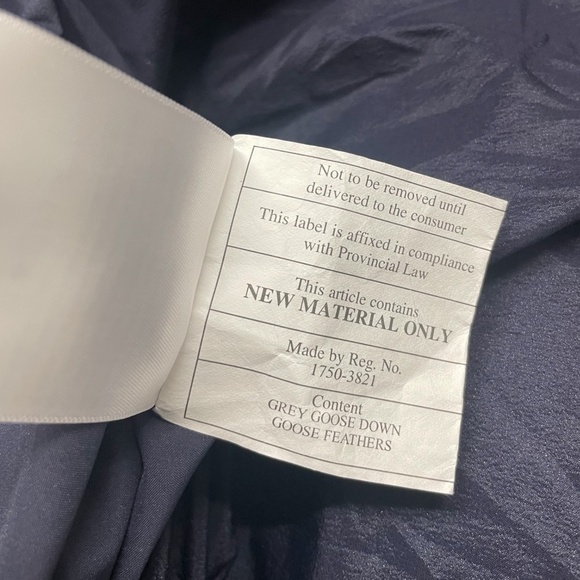 Not to be removed until
delivered to the consumer
This label is affixed in compliance
with Provincial Law
This article contains
NEW MATERIAL ONLY
Made by Reg. No.
1750-3821
Content
GREY GOOSE DOWN
GOOSE FEATHERS